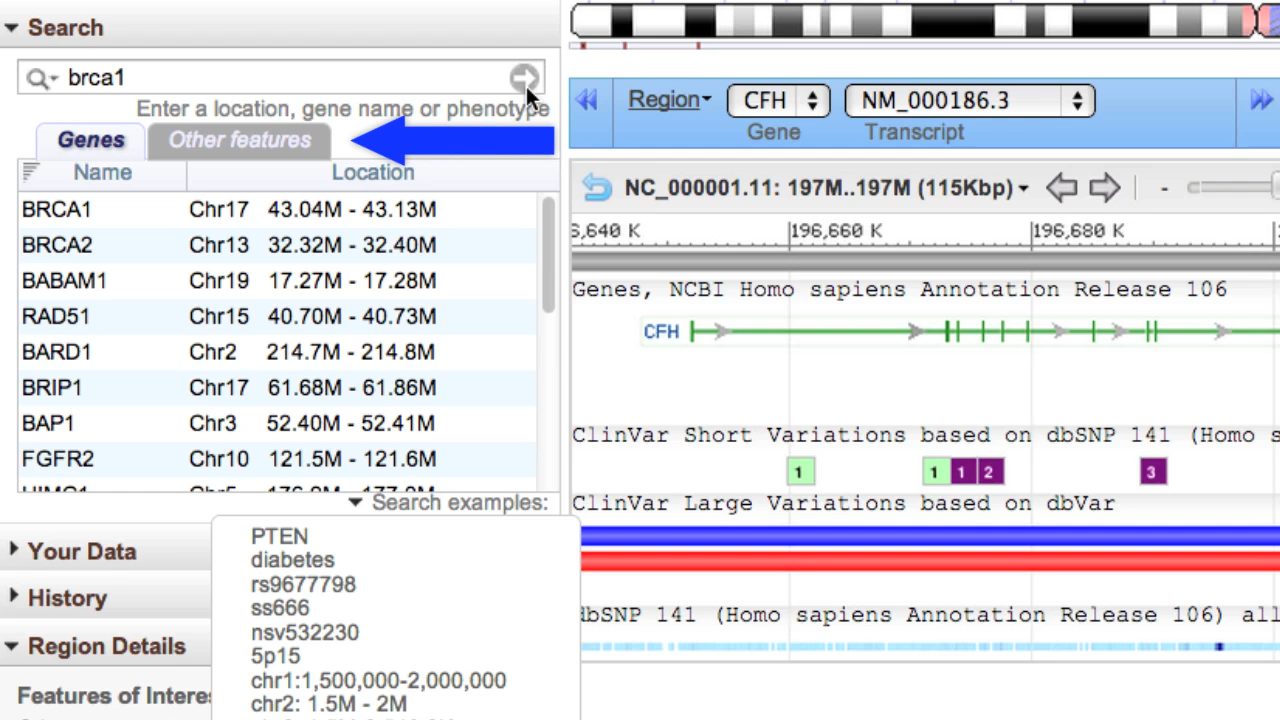 Search
brca1
Enter a location, gene name or phenotype
Genes Other features
Name Location
BRCA1 Chr17 43.04M - 43.13M
BRCA2 Chr13 32.32M - 32.40M
BABAM1 Chr19 17.27M - 17.28M
RAD51 Chr15 40.70M - 40.73M
BARD1 Chr2 214.7M - 214.8M
BRIP1 Chr17 61.68M - 61.86M
BAP1 Chr3 52.40M - 52.41M
FGFR2 Chr10 121.5M - 121.6M
Search examples:
PTEN
diabetes
rs9677798
ss666
nsv532230
5p15
chr1:1,500,000-2,000,000
chr2: 1.5M - 2M
Your Data
History
Region Details
Features of Intere
Region CFH NM_000186.3
Gene Transcript
NC_000001.11: 197M..197M (115Kbp) -
6,640 K 196,660 K 196,680 K
Genes, NCBI Homo sapiens Annotation Release 106
CFH
ClinVar Short Variations based on dbSNP 141 (Homo s
1 1 1 2 3
ClinVar Large Variations based on dbVar
dbSNP 141 (Homo sapiens Annotation Release 106) all